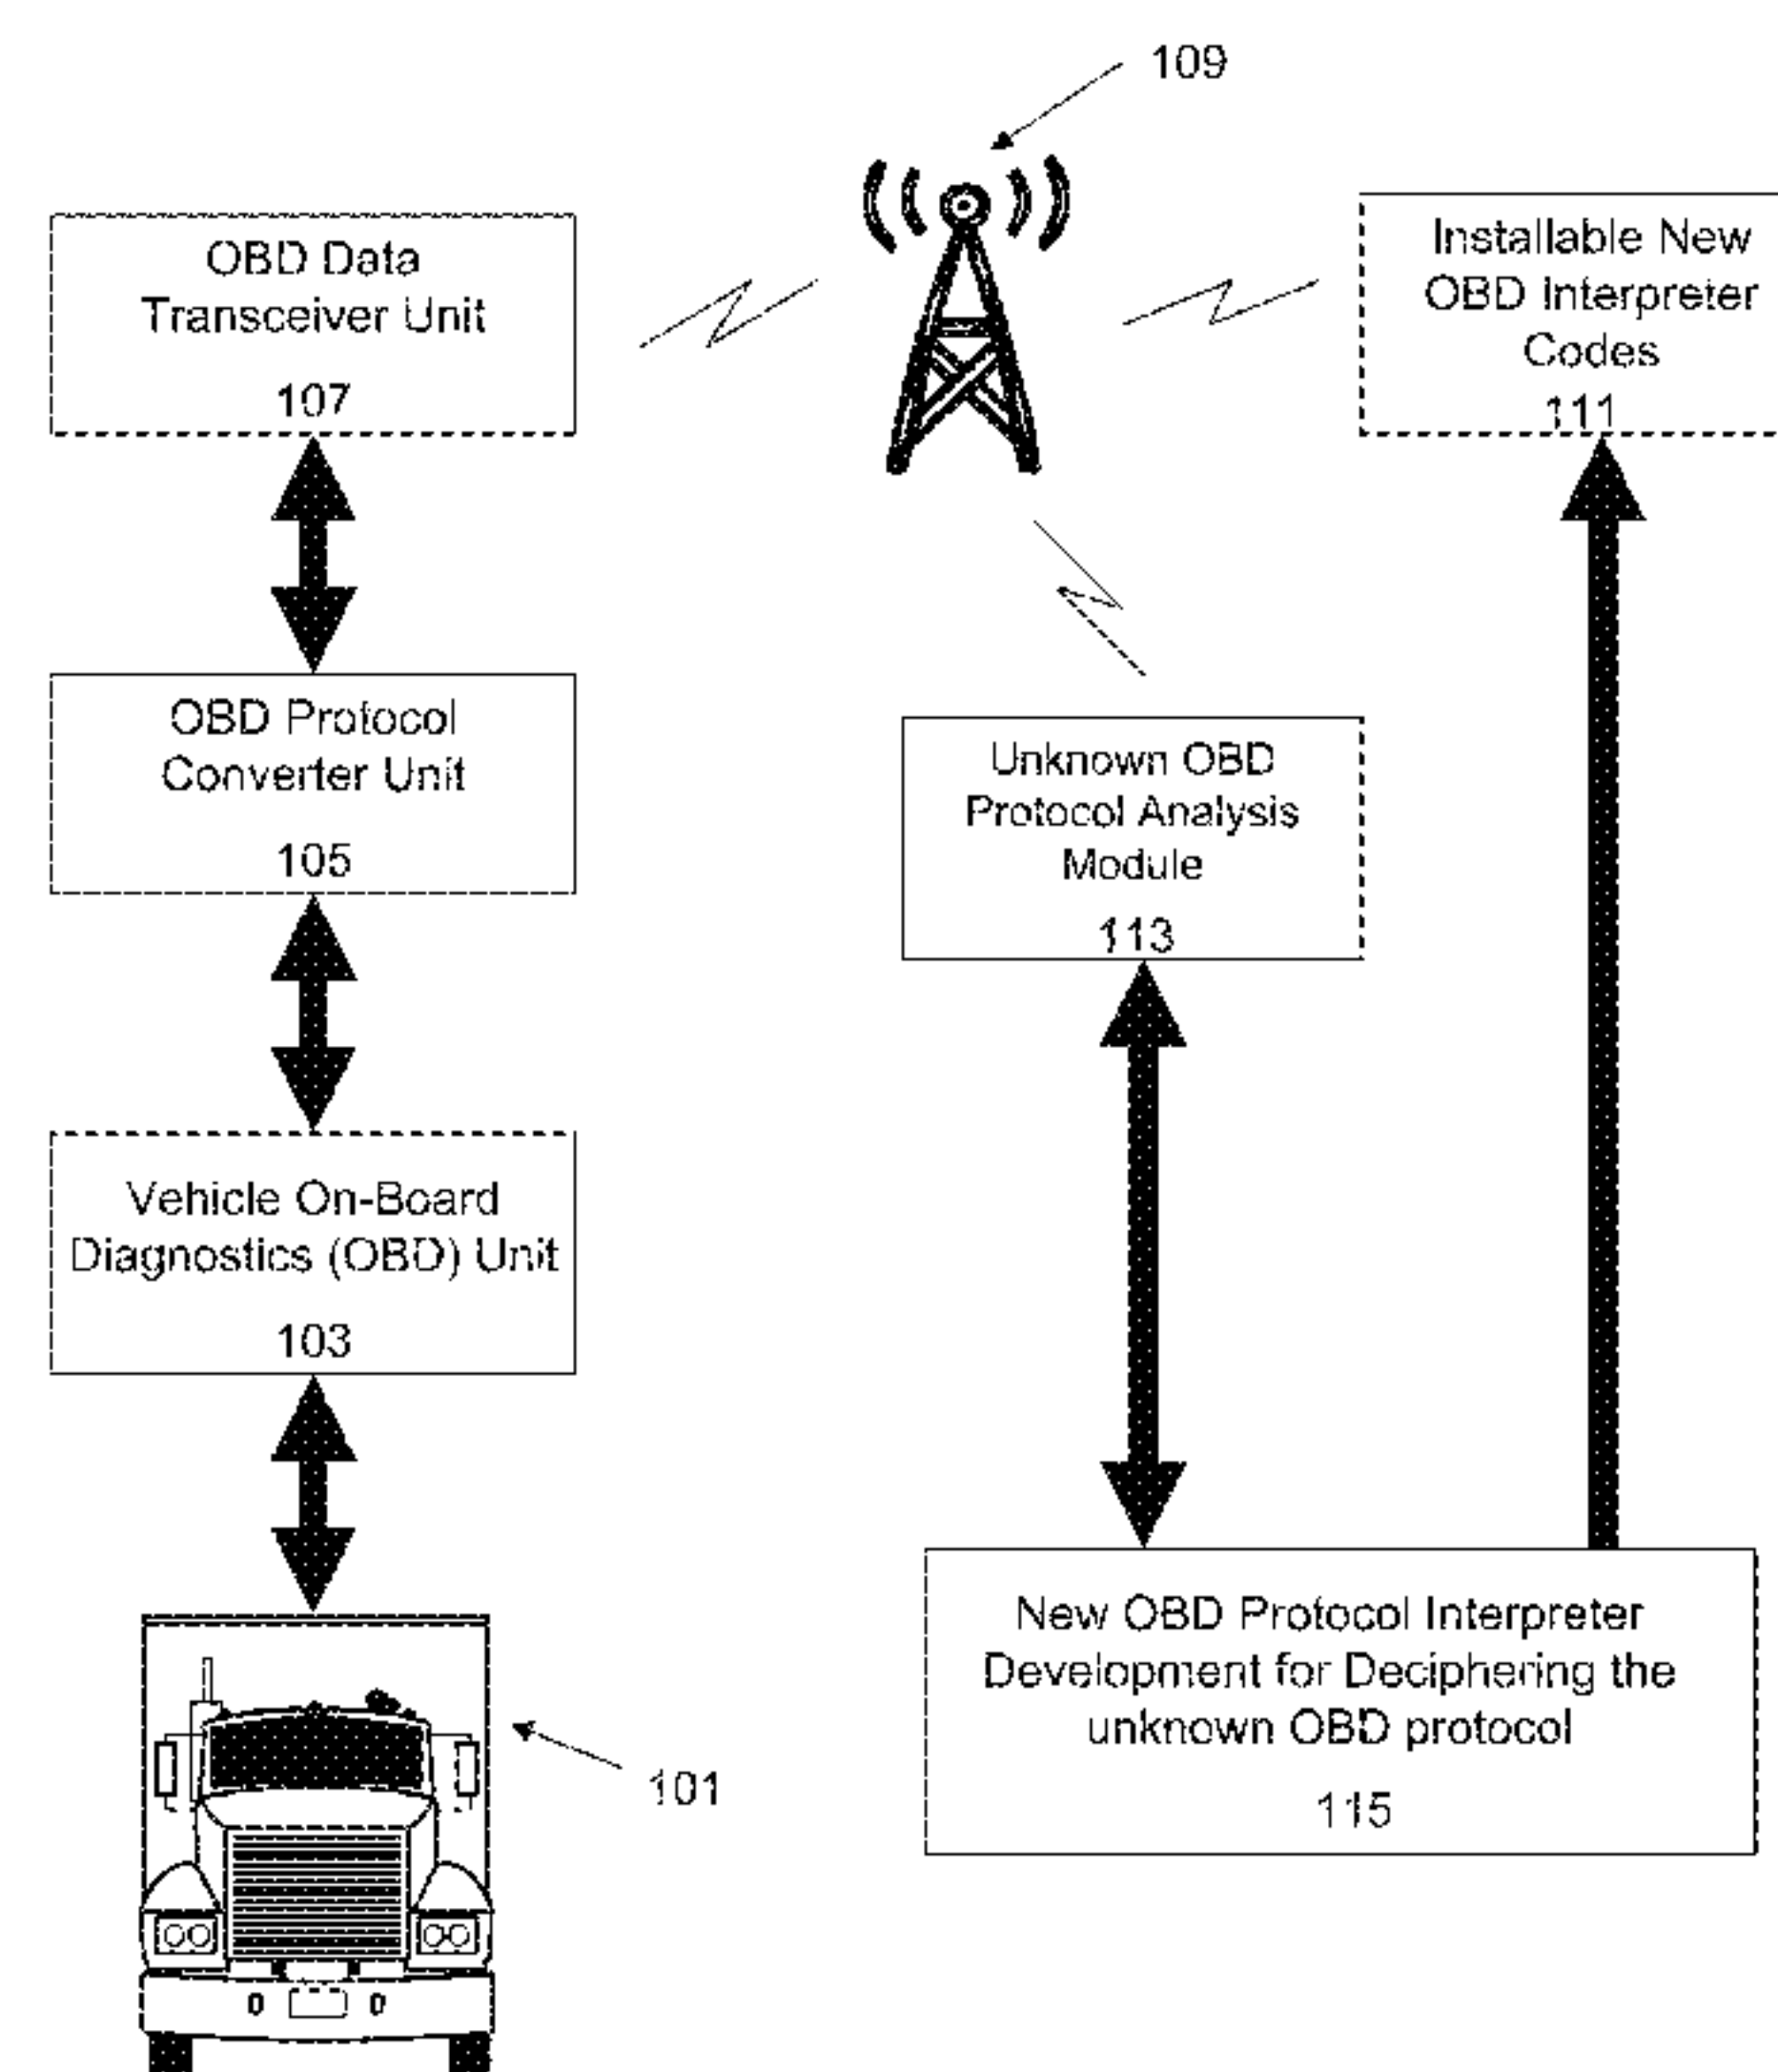 109
OBD Data
Transceiver Unit
107
Installable New
OBD Interpreter
Codes
111
OBD Protocol
Converter Unit
105
Unknown OBD
Protocol Analysis
Module
113
Vehicle On-Board
Diagnostics (OBD) Unit
103
New OBD Protocol Interpreter
Development for Deciphering the
unknown OBD protocol
115
101